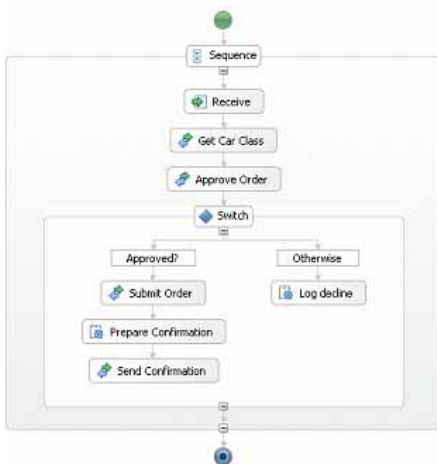 Sequence
Receive
Get Car Class
Approve Order
Switch
Approved?
Otherwise
Submit Order
Log decline
Prepare Confirmation
Send Confirmation